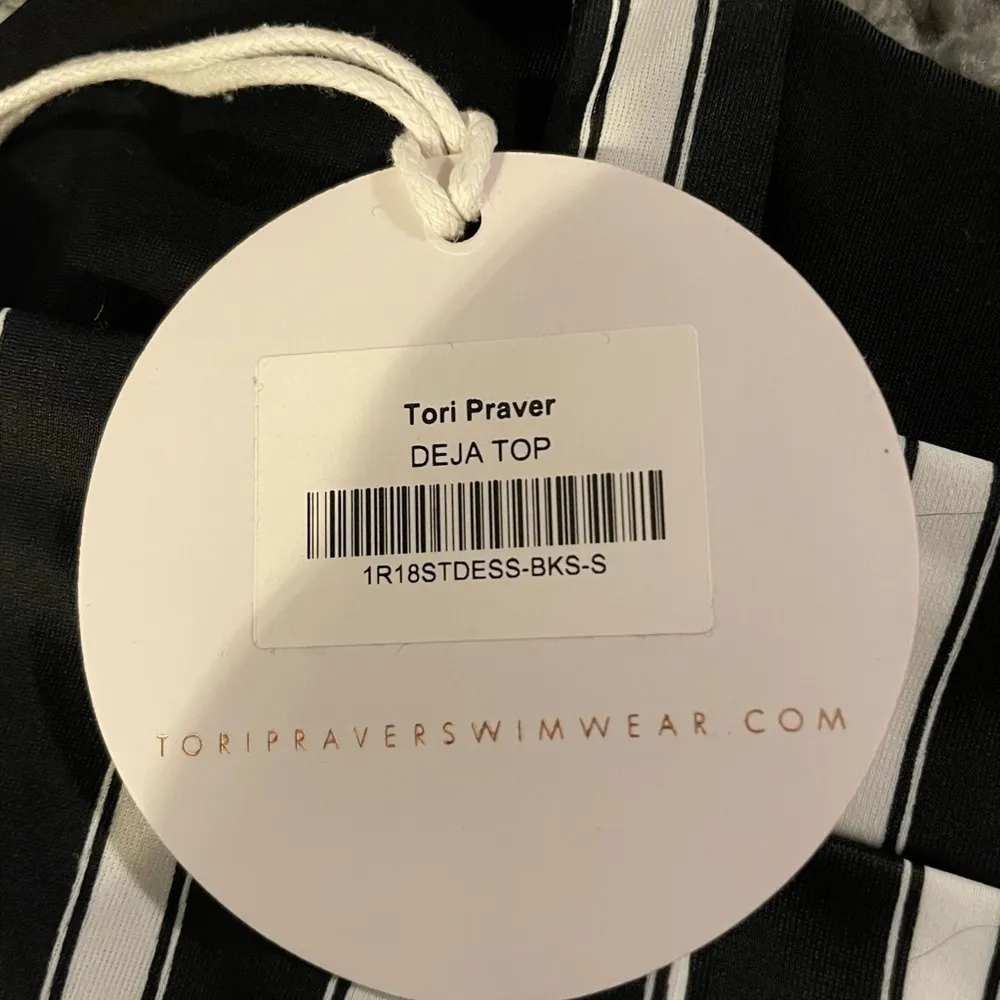 Tori Praver
DEJA TOP
1R18STDESS-BKS-S
TORIPRAVERSWIMWEAR.COM